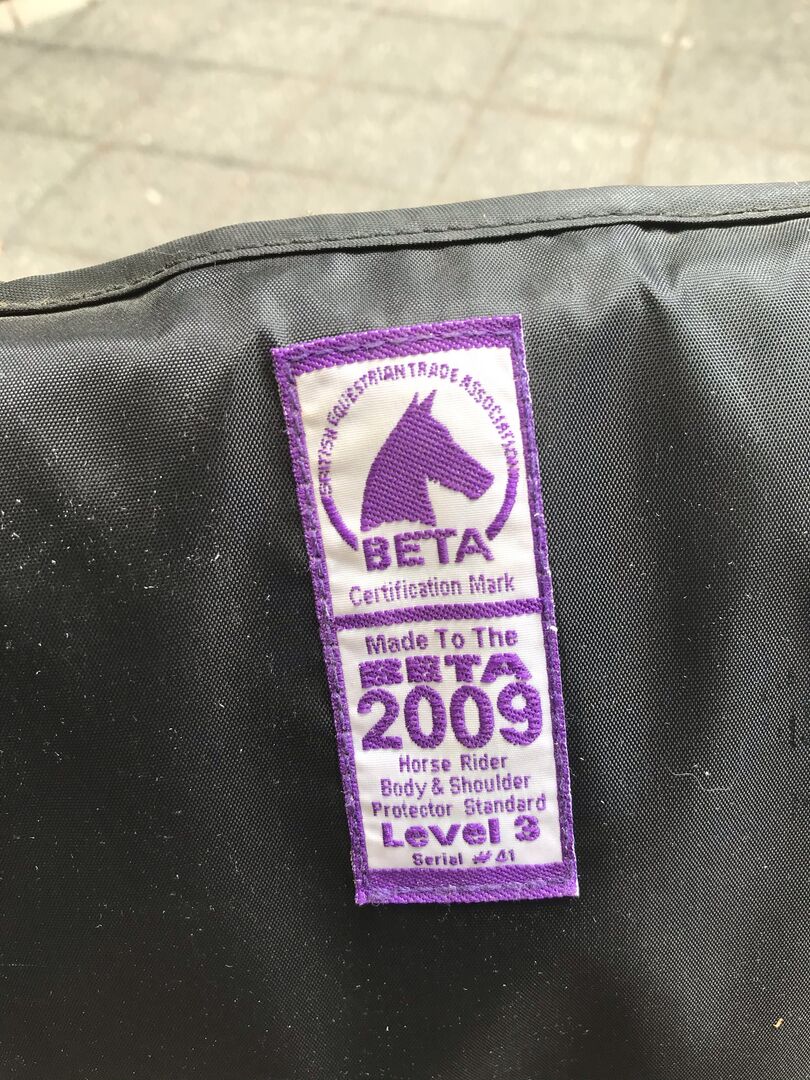 BRITISH EQUESTRIAN TRADE ASSOCIATION
BETA
Certification Mark
Made To The
BETA
2009
Horse Rider
Body & Shoulder
Protector Standard
Level 3
Serial #41